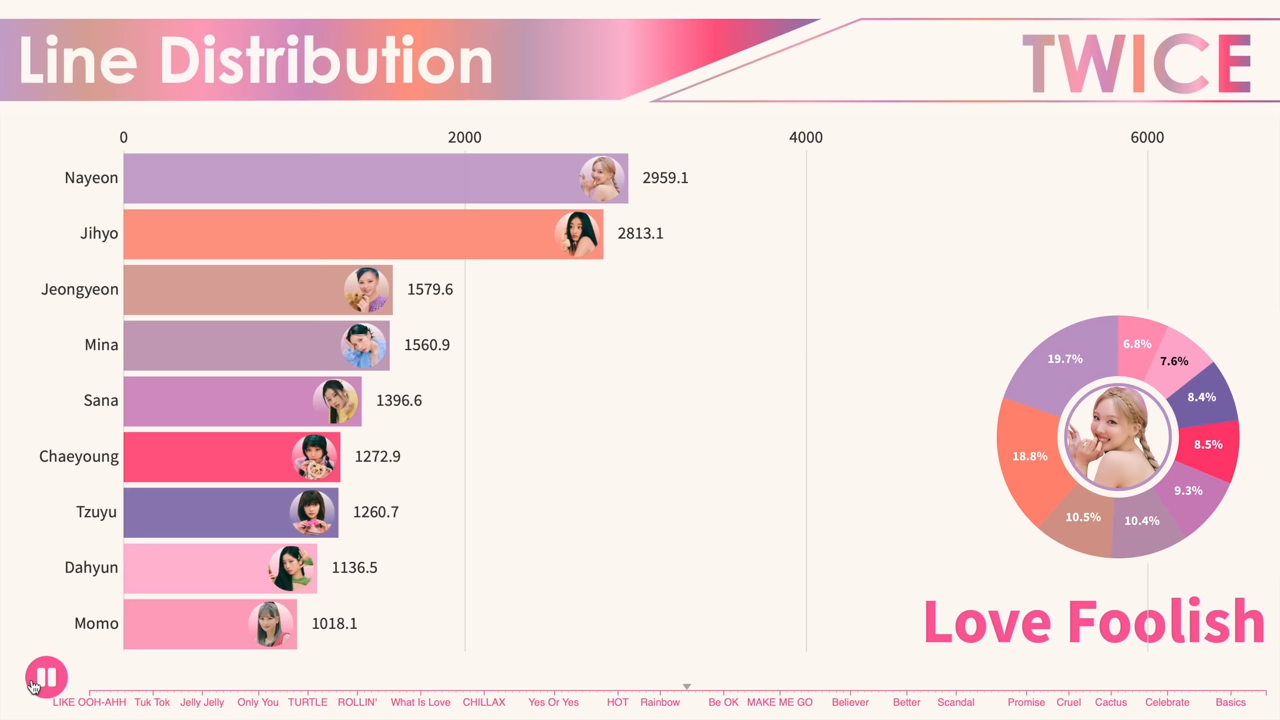 Line Distribution
TWICE
0 2000 4000 6000
Nayeon 2959.1
Jihyo 2813.1
Jeongyeon 1579.6
Mina 1560.9
Sana 1396.6
Chaeyoung 1272.9
Tzuyu 1260.7
Dahyun 1136.5
Momo 1018.1
6.8%
7.6%
8.4%
8.5%
9.3%
10.4%
10.5%
18.8%
19.7%
Love Foolish
LIKE OOH-AHH Tuk Tok Jelly Jelly Only You TURTLE ROLLIN' What Is Love CHILLAX Yes Or Yes HOT Rainbow Be OK MAKE ME GO Believer Better Scandal Promise Cruel Cactus Celebrate Basics